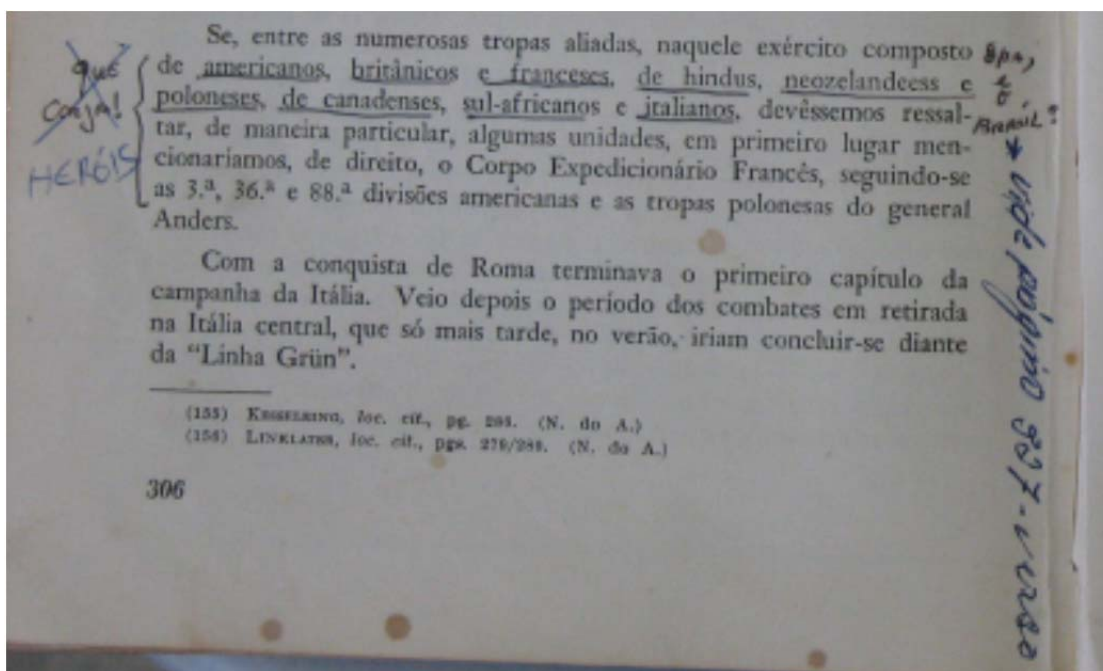 Se, entre as numerosas tropas aliadas, naquele exército composto
de americanos, britânicos e franceses, de hindus, neozelandeess e
poloneses, de canadenses, sul-africanos e italianos, devêssemos ressal-
tar, de maneira particular, algumas unidades, em primeiro lugar men-
cionaríamos, de direito, o Corpo Expedicionário Francês, seguindo-se
as 3.ª, 36.ª e 88.ª divisões americanas e as tropas polonesas do general
Anders.
Com a conquista de Roma terminava o primeiro capítulo da
campanha da Itália. Veio depois o período dos combates em retirada
na Itália central, que só mais tarde, no verão, iriam concluir-se diante
da “Linha Grün”.
(155) KESSELRING, loc. cit., pg. 295. (N. do A.)
(156) LINKLATER, loc. cit., pgs. (N. do A.)
306
que
HERÓIS
e
o
BRASIL?
vide página 337-verso